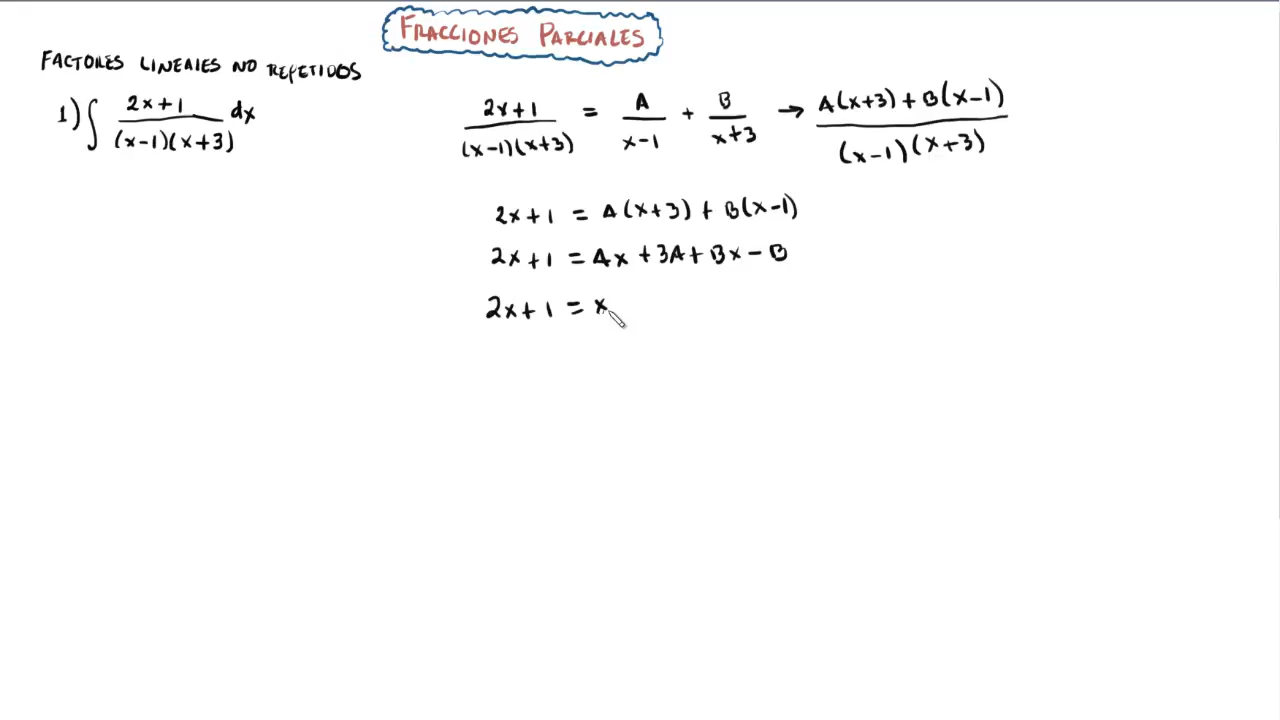 FRACCIONES PARCIALES
FACTORES LINEALES NO REPETIDOS
1) ∫ 2x+1 / (x-1)(x+3) dx
2x+1 / (x-1)(x+3) = A / x-1 + B / x+3 → A(x+3) + B(x-1) / (x-1)(x+3)
2x+1 = A(x+3) + B(x-1)
2x+1 = Ax + 3A + Bx - B
2x+1 = x